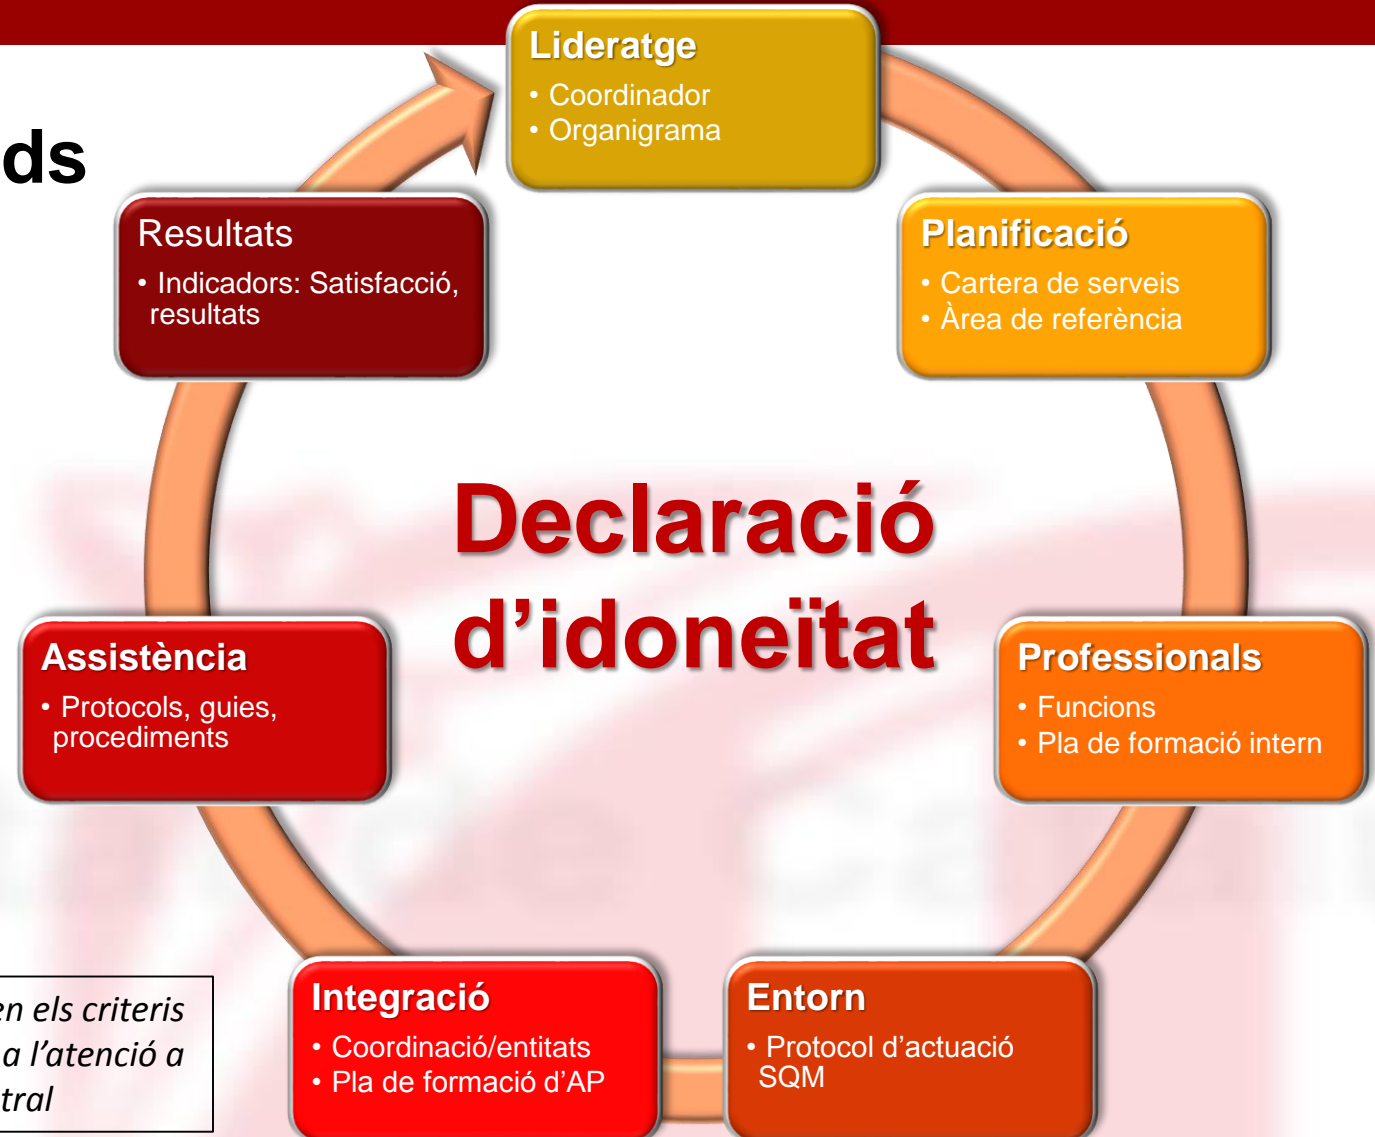 Lideratge
• Coordinador
• Organigrama
ds
Resultats
• Indicadors: Satisfacció,
resultats
Planificació
• Cartera de serveis
• Àrea de referència
Declaració
d’idoneïtat
Assistència
• Protocols, guies,
procediments
Professionals
• Funcions
• Pla de formació intern
en els criteris
a l’atenció a
tral
Integració
• Coordinació/entitats
• Pla de formació d’AP
Entorn
• Protocol d’actuació
SQM